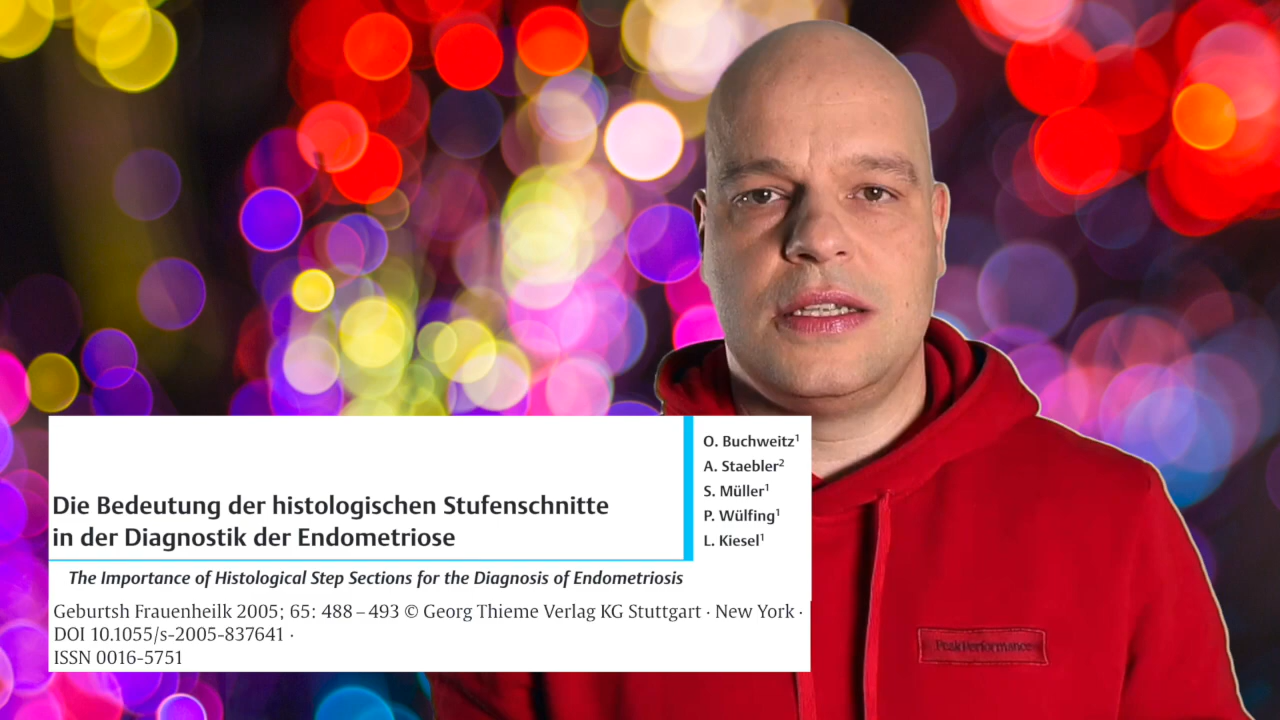 Die Bedeutung der histologischen Stufenschnitte
in der Diagnostik der Endometriose
O. Buchweitz¹
A. Staebler²
S. Müller¹
P. Wülfing¹
L. Kiesel¹
The Importance of Histological Step Sections for the Diagnosis of Endometriosis
Geburtsh Frauenheilk 2005; 65: 488–493 © Georg Thieme Verlag KG Stuttgart · New York ·
DOI 10.1055/s-2005-837641 ·
ISSN 0016-5751
PeakPerformance